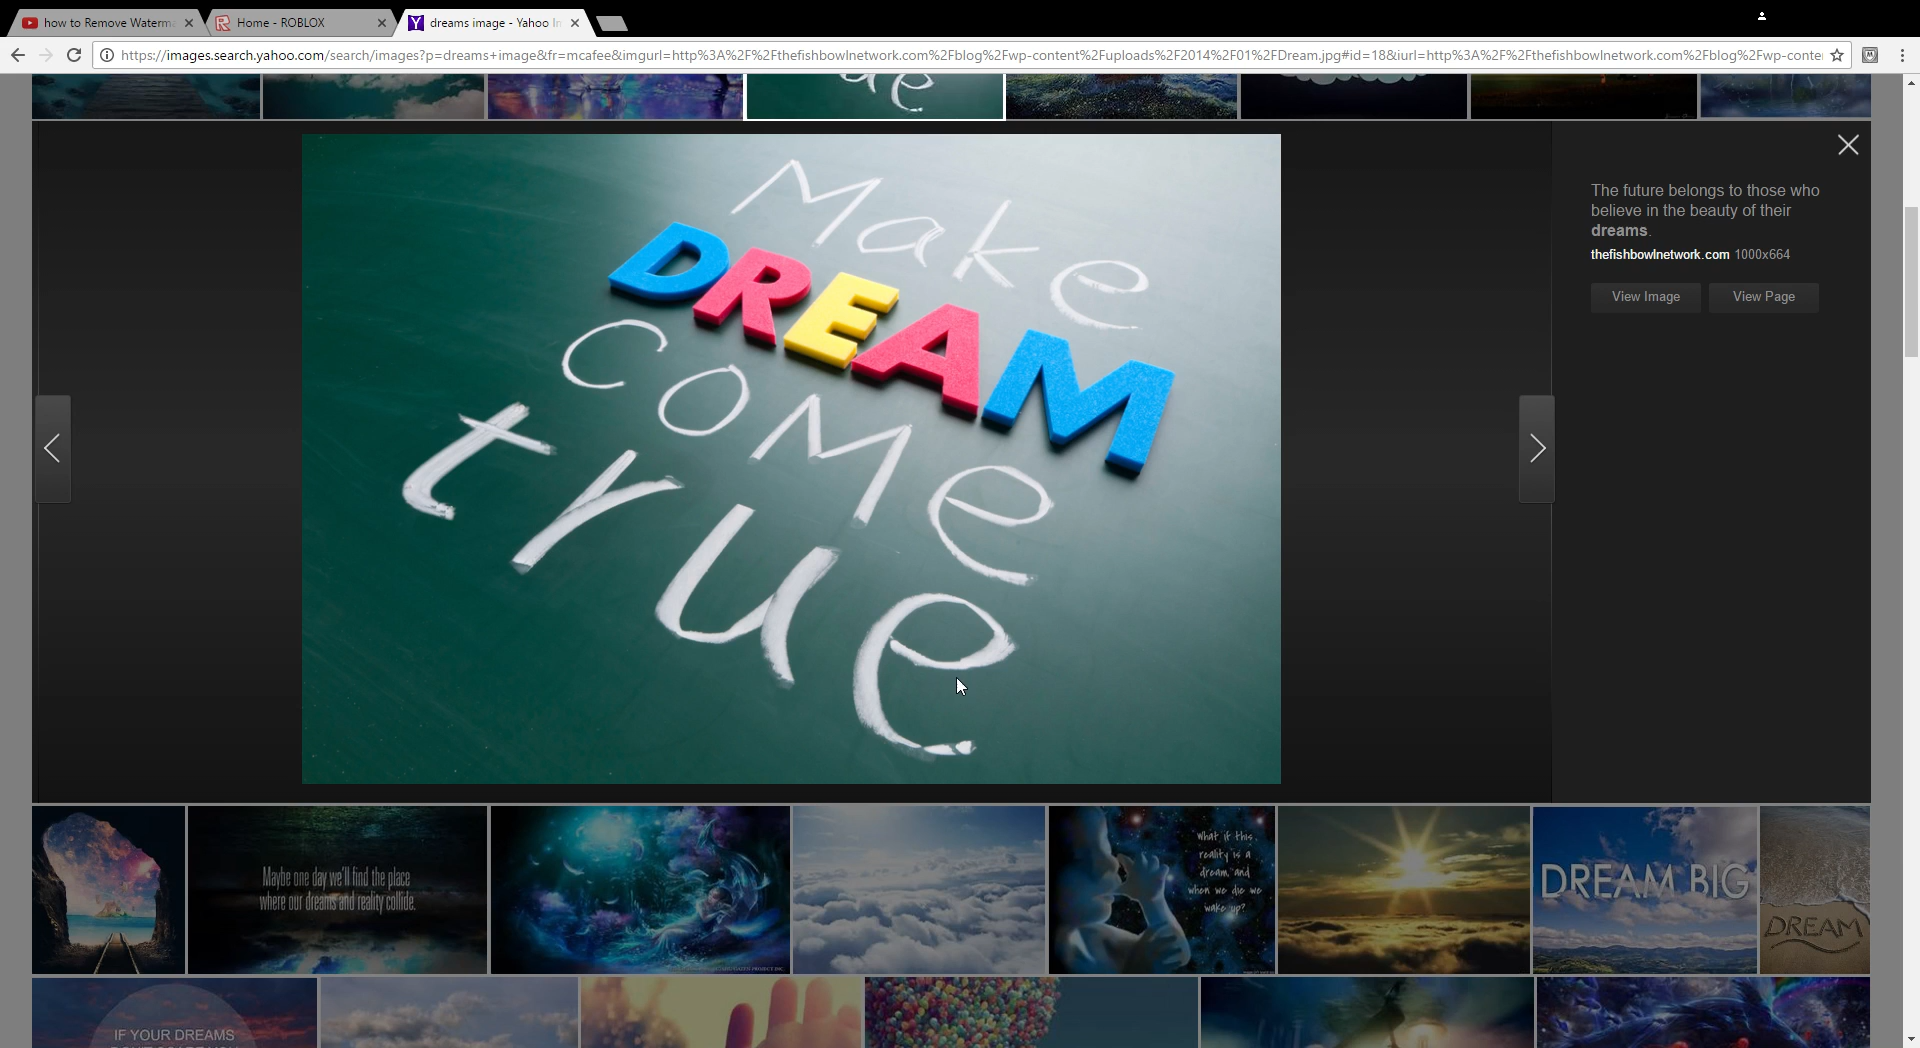 how to Remove Waterma
Home - ROBLOX
dreams image - Yahoo In
https://images.search.yahoo.com/search/images?p=dreams+image&fr=mcafee&imgurl=http%3A%2F%2Fthefishbowlnetwork.com%2Fblog%2Fwp-content%2Fuploads%2F2014%2F01%2FDream.jpg#id=18&iurl=http%3A%2F%2Fthefishbowlnetwork.com%2Fblog%2Fwp-conte
Make
DREAM
COME
true
The future belongs to those who
believe in the beauty of their
dreams.
thefishbowlnetwork.com 1000x664
View Image
View Page
Maybe one day we'll find the place
where our dreams and reality collide.
What if this
reality is a
dream, and
when we die we
wake up?
DREAM BIG
DREAM
IF YOUR DREAMS